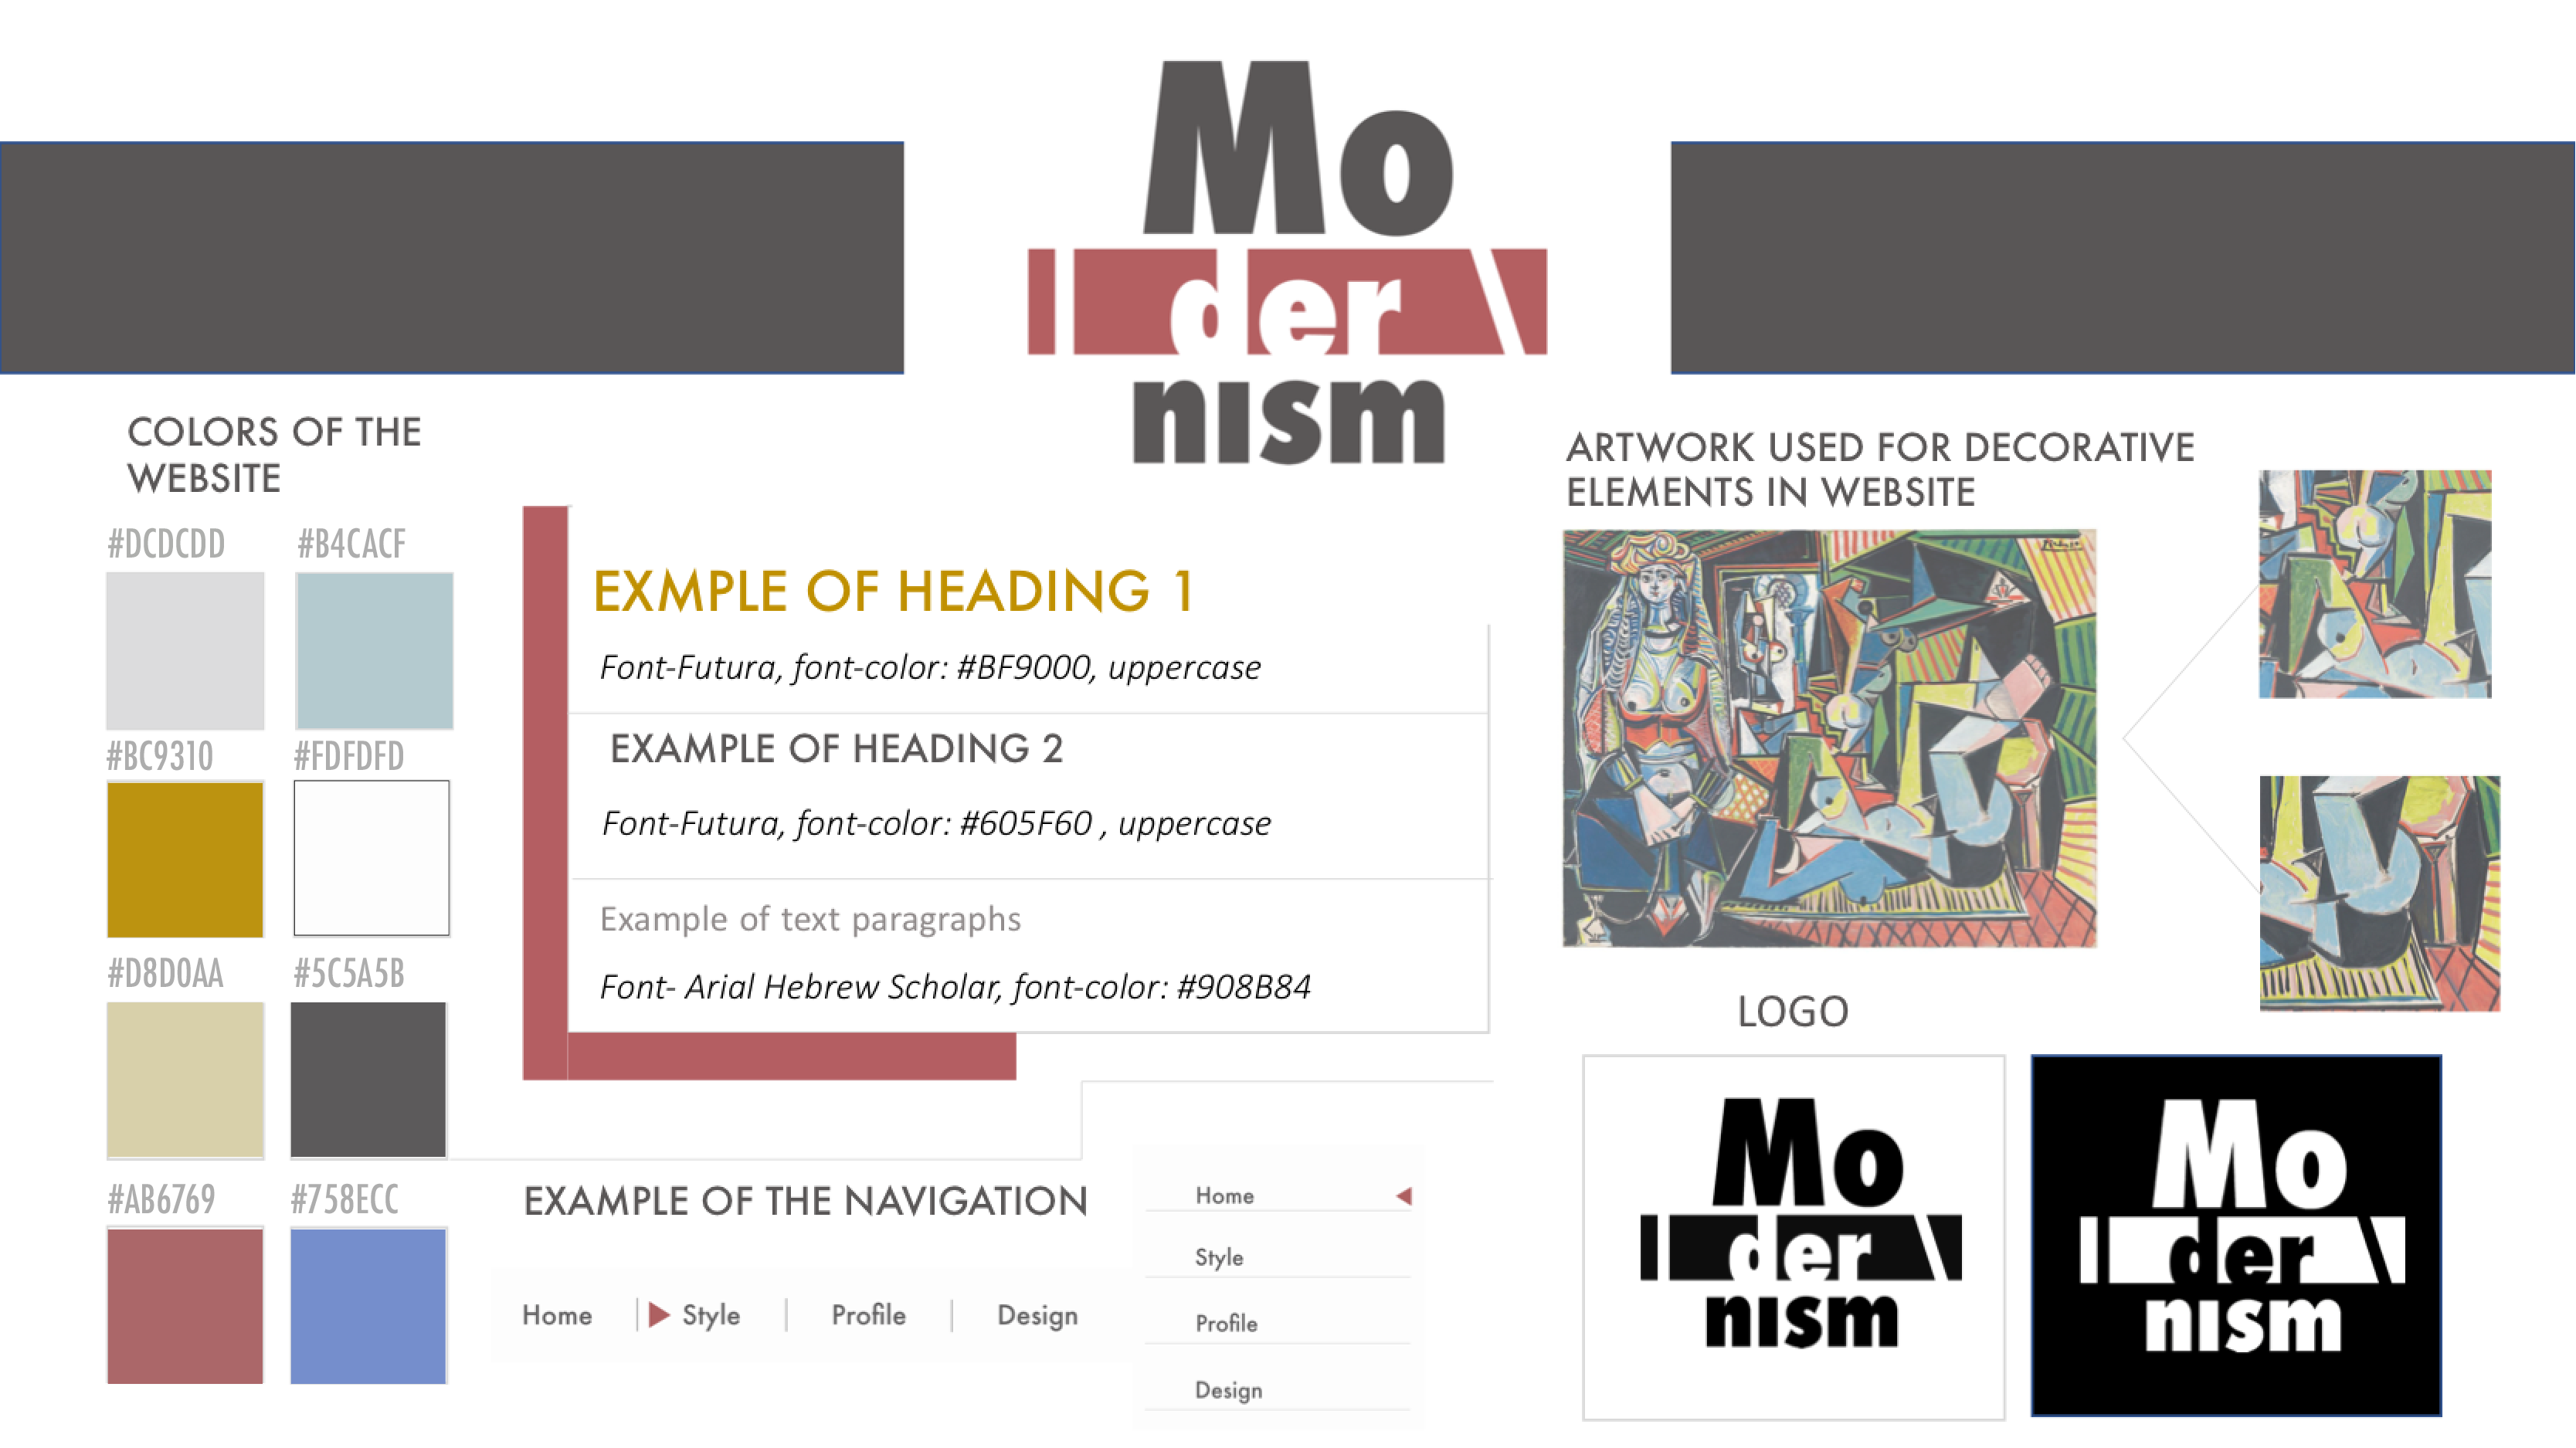 Mo
der
nism
COLORS OF THE
WEBSITE
#DCDCDD
#B4CACF
#BC9310
#FDFDFD
#D8D0AA
#5C5A5B
#AB6769
#758ECC
EXMPLE OF HEADING 1
Font-Futura, font-color: #BF9000, uppercase
EXAMPLE OF HEADING 2
Font-Futura, font-color: #605F60 , uppercase
Example of text paragraphs
Font- Arial Hebrew Scholar, font-color: #908B84
EXAMPLE OF THE NAVIGATION
Home
Style
Profile
Design
Home
Style
Profile
Design
ARTWORK USED FOR DECORATIVE
ELEMENTS IN WEBSITE
LOGO
Mo
der
nism
Mo
der
nism